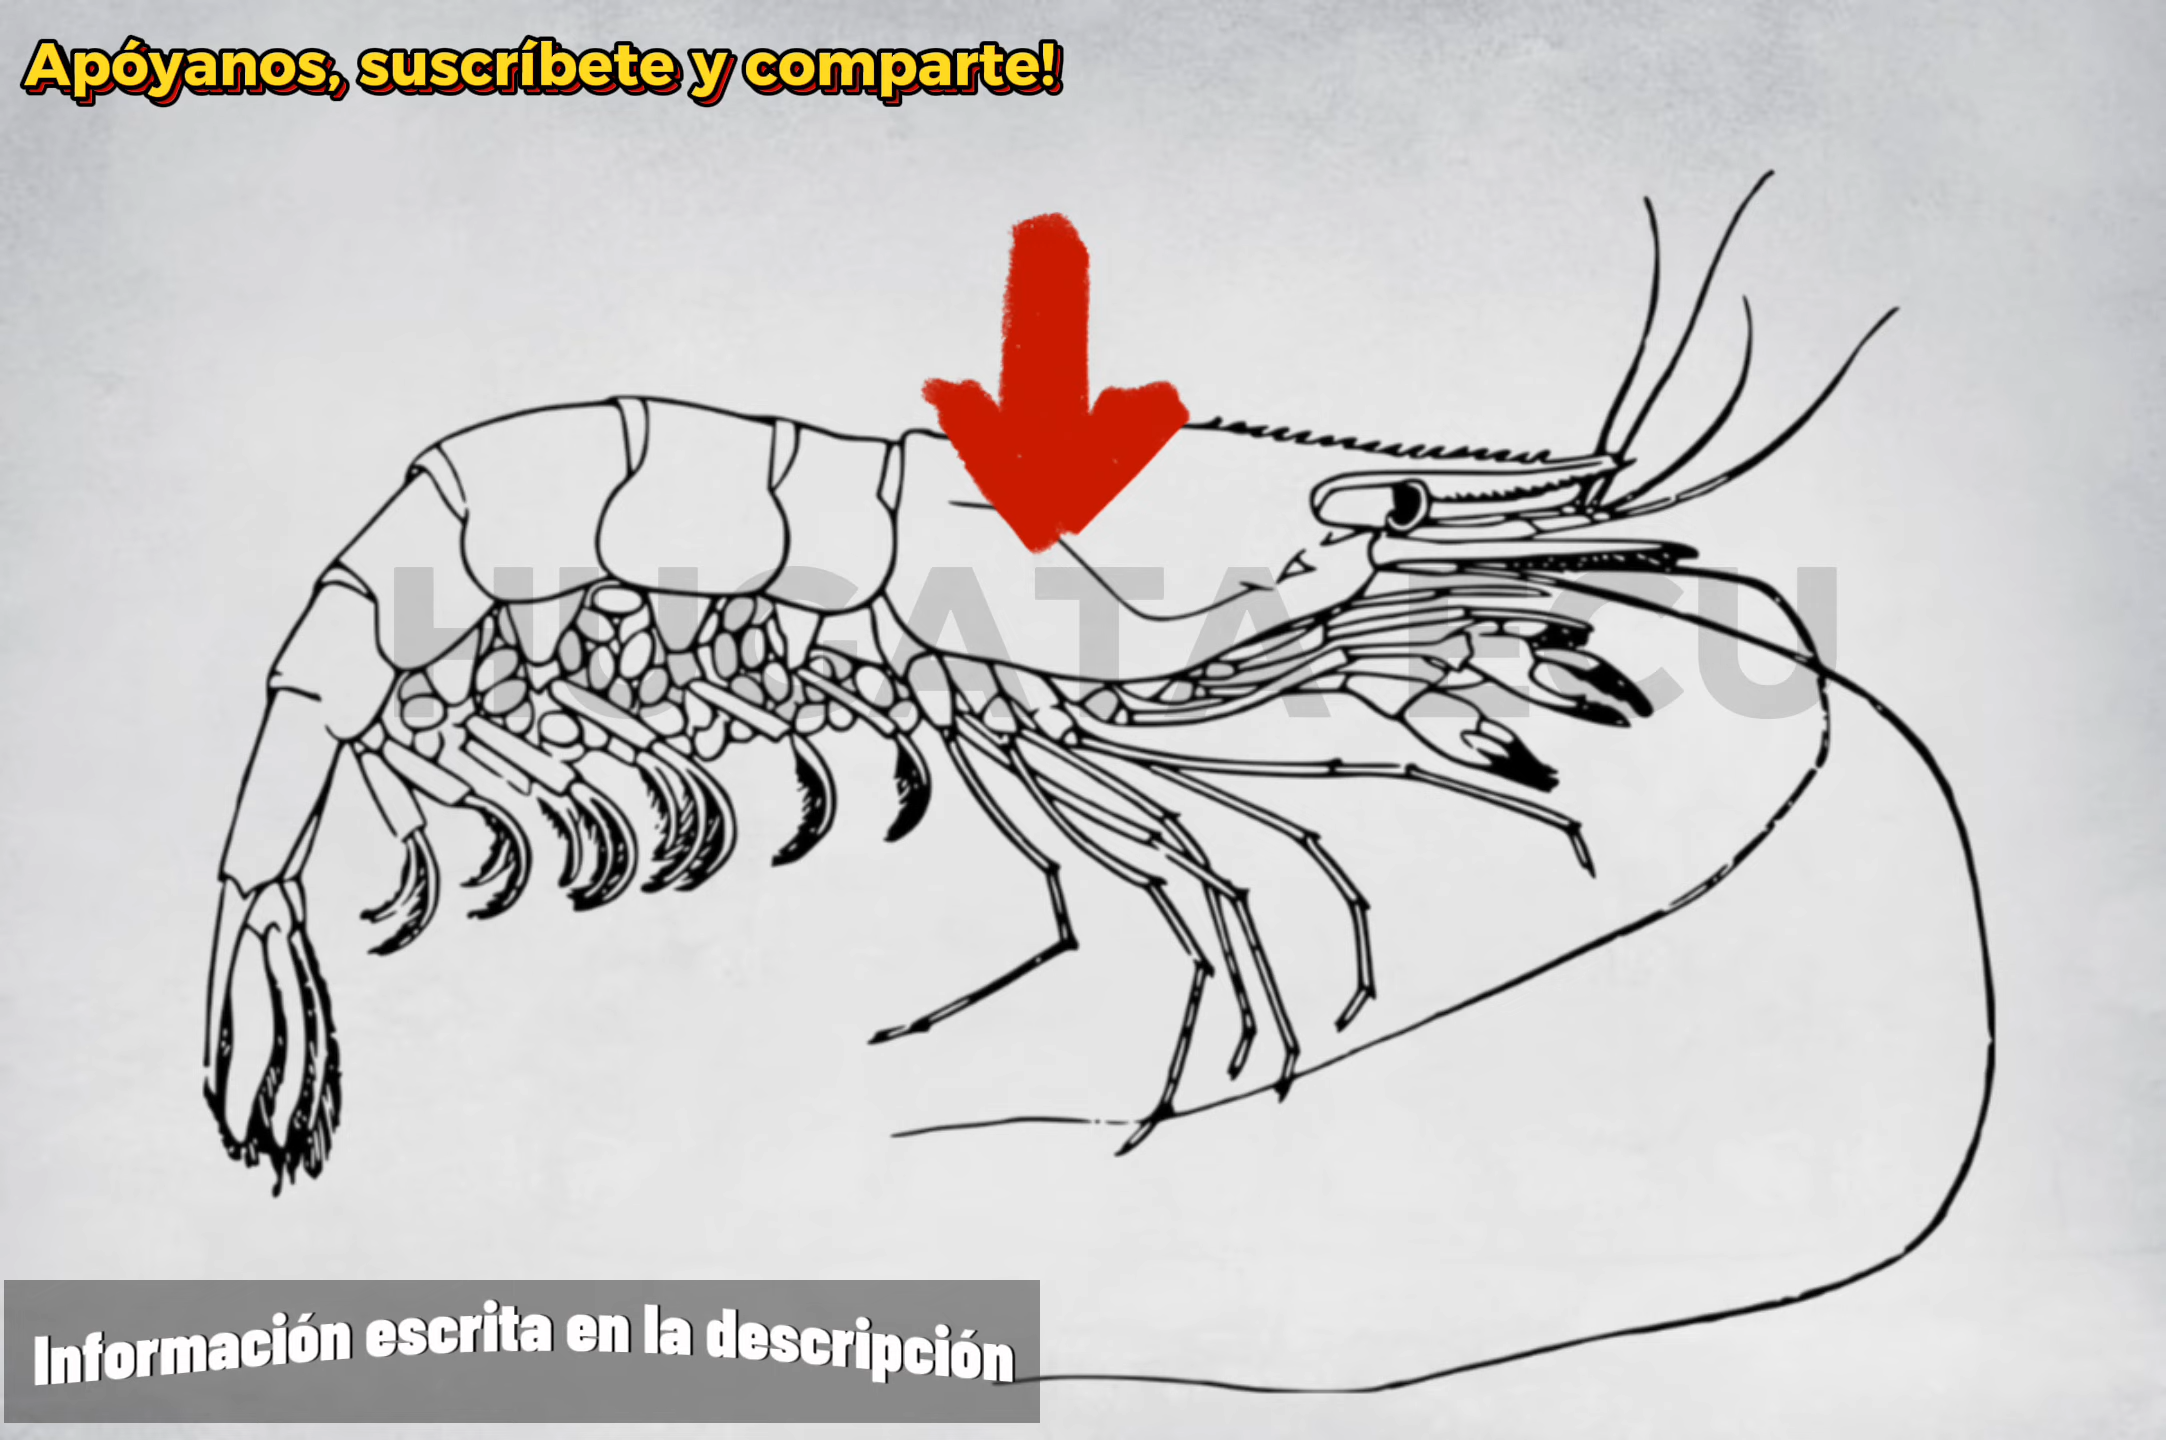 Apóyanos, suscríbete y comparte!
HUGATA ECU
Información escrita en la descripción